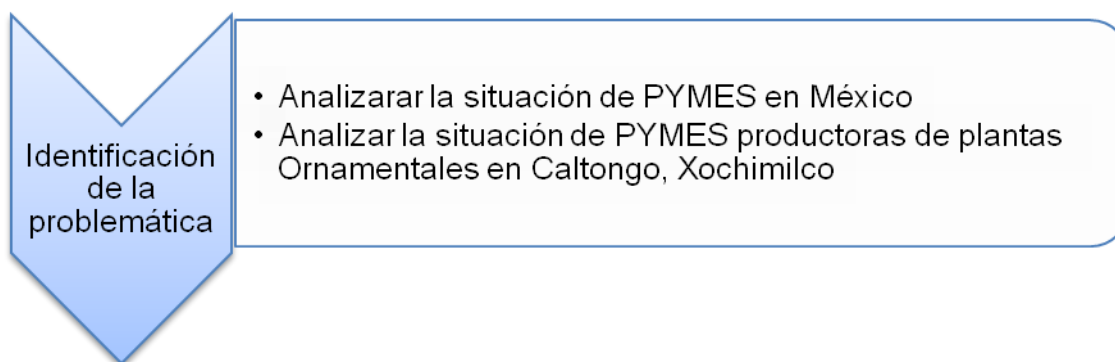 Identificación
de la
problemática
• Analizarar la situación de PYMES en México
• Analizar la situación de PYMES productoras de plantas
Ornamentales en Caltongo, Xochimilco